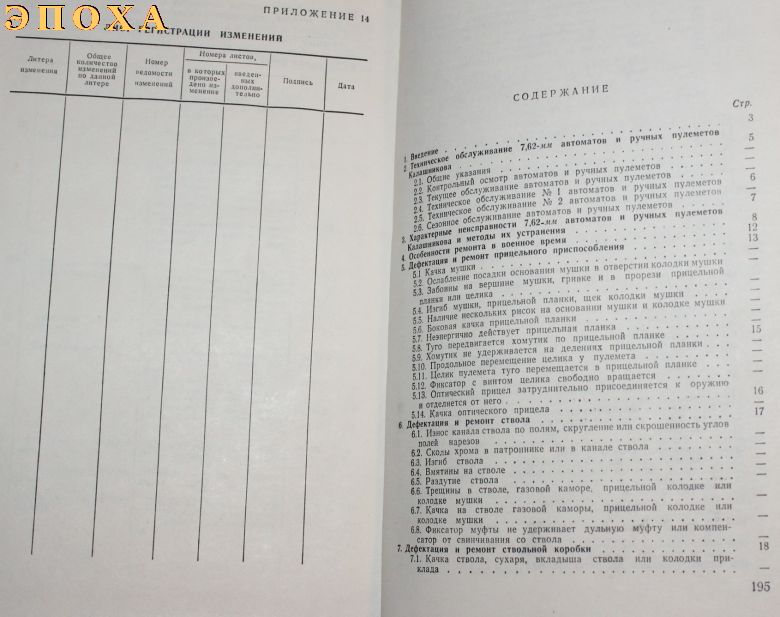 ЭПОХА
ПРИЛОЖЕНИЕ 14
РЕГИСТРАЦИИ ИЗМЕНЕНИЙ
Литера
изменения
Общее
количество
изменений
по данной
литере
Номер
ведомости
изменений
Номера листов,
в которых
произве-
дено из-
менение
введен-
ных
дополни-
тельно
Подпись
Дата
СОДЕРЖАНИЕ
Стр.
1. Введение 3
2. Техническое обслуживание 7,62-мм автоматов и ручных пулеметов
Калашникова 5
2.1. Общие указания —
2.2. Контрольный осмотр автоматов и ручных пулеметов —
2.3. Текущее обслуживание автоматов и ручных пулеметов 6
2.4. Техническое обслуживание № 1 автоматов и ручных пулеметов —
2.5. Техническое обслуживание № 2 автоматов и ручных пулеметов 7
2.6. Сезонное обслуживание автоматов и ручных пулеметов —
3. Характерные неисправности 7,62-мм автоматов и ручных пулеметов
Калашникова и методы их устранения 8
4. Особенности ремонта в военное время 12
5. Дефектация и ремонт прицельного приспособления 13
5.1 Качка мушки —
5.2. Ослабление посадки основания мушки в отверстии колодки мушки —
5.3. Забоины на вершине мушки, гривке и в прорези прицельной
планки или целика —
5.4. Изгиб мушки, прицельной планки, щек колодки мушки —
5.5. Наличие нескольких рисок на основании мушки и колодке мушки —
5.6. Боковая качка прицельной планки —
5.7. Неэнергично действует прицельная планка 15
5.8. Туго передвигается хомутик по прицельной планке —
5.9. Хомутик не удерживается на делениях прицельной планки —
5.10. Продольное перемещение целика у пулемета —
5.11. Целик пулемета туго перемещается в прицельной планке —
5.12. Фиксатор с винтом целика свободно вращается —
5.13. Оптический прицел затруднительно присоединяется к оружию
и отделяется от него 16
5.14. Качка оптического прицела —
6. Дефектация и ремонт ствола 17
6.1. Износ канала ствола по полям, скругление или скрошенность углов
полей нарезов —
6.2. Сколы хрома в патроннике или в канале ствола —
6.3. Изгиб ствола —
6.4. Вмятины на стволе —
6.5. Раздутие ствола —
6.6. Трещины в стволе, газовой каморе, прицельной колодке или
колодке мушки —
6.7. Качка на стволе газовой каморы, прицельной колодки или
колодке мушки —
6.8. Фиксатор муфты не удерживает дульную муфту или компен-
сатор от свинчивания со ствола —
7. Дефектация и ремонт ствольной коробки 18
7.1. Качка ствола, сухаря, вкладыша ствола или колодки при-
клада —
195